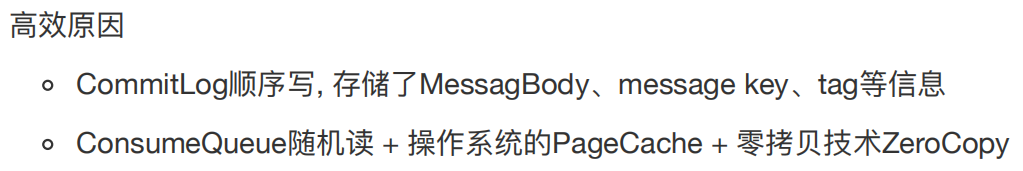 高效原因
CommitLog顺序写, 存储了MessagBody、message key、tag等信息
ConsumeQueue随机读 + 操作系统的PageCache + 零拷贝技术ZeroCopy